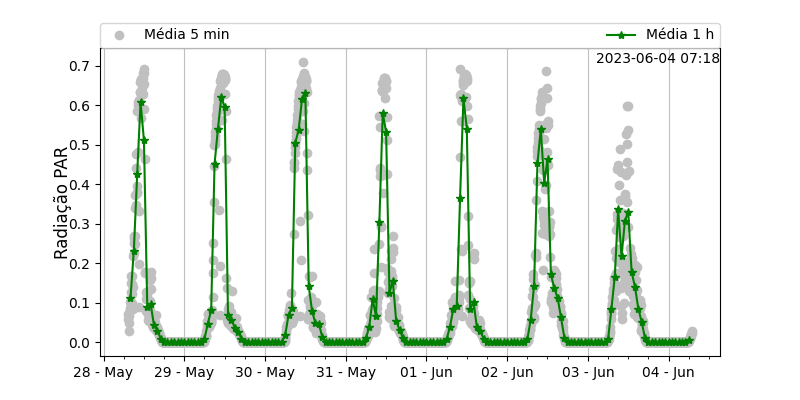 Média 5 min
Média 1 h
2023-06-04 07:18
Radiação PAR
0.7
0.6
0.5
0.4
0.3
0.2
0.1
0.0
28 - May
29 - May
30 - May
31 - May
01 - Jun
02 - Jun
03 - Jun
04 - Jun